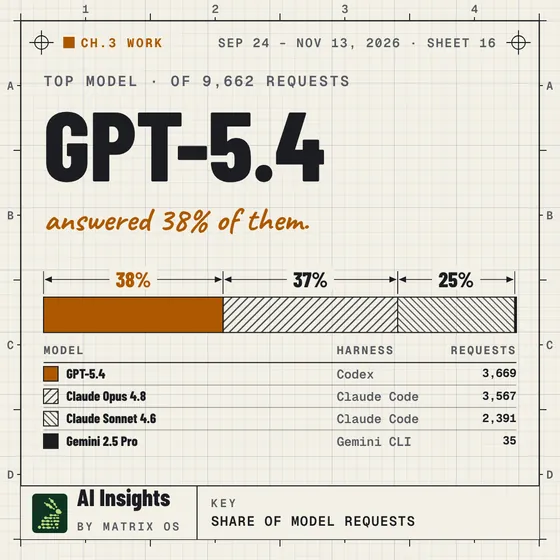 1 2 3 4
CH.3 WORK
SEP 24 – NOV 13, 2026 · SHEET 16
A A
TOP MODEL · OF 9,662 REQUESTS
GPT-5.4
B B
answered 38% of them.
38% 37% 25%
C C
MODEL HARNESS REQUESTS
GPT-5.4 Codex 3,669
Claude Opus 4.8 Claude Code 3,567
Claude Sonnet 4.6 Claude Code 2,391
Gemini 2.5 Pro Gemini CLI 35
D D
AI Insights
BY MATRIX OS
KEY
SHARE OF MODEL REQUESTS